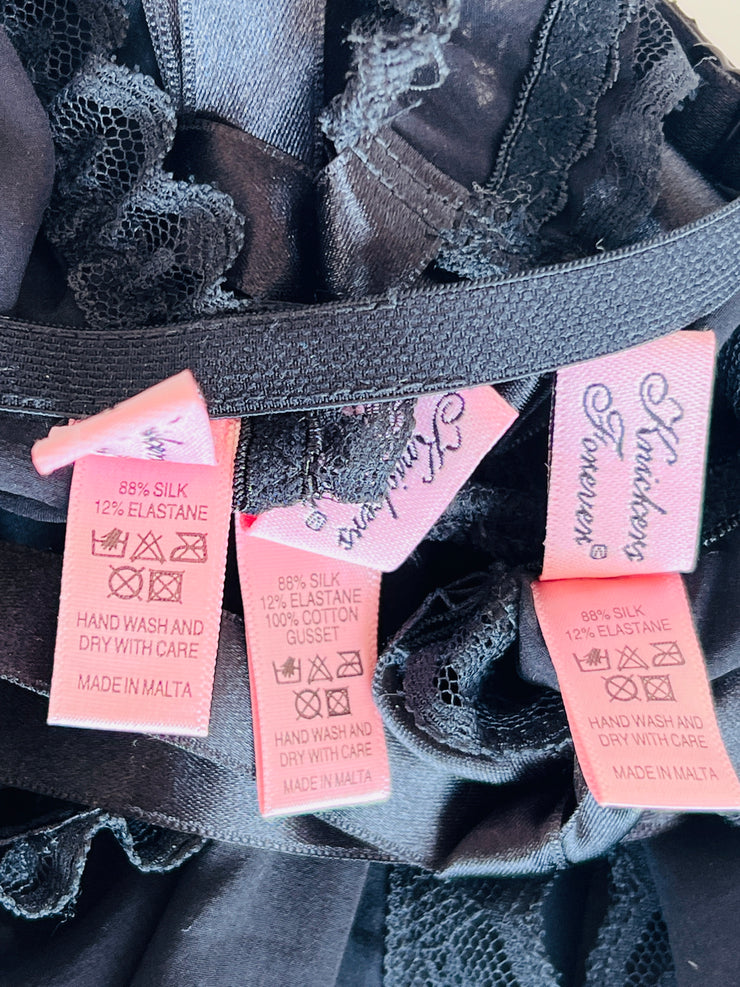 88% SILK
12% ELASTANE
HAND WASH AND
DRY WITH CARE
MADE IN MALTA
88% SILK
12% ELASTANE
100% COTTON
GUSSET
HAND WASH AND
DRY WITH CARE
MADE IN MALTA
Knickers
Forever
88% SILK
12% ELASTANE
HAND WASH AND
DRY WITH CARE
MADE IN MALTA